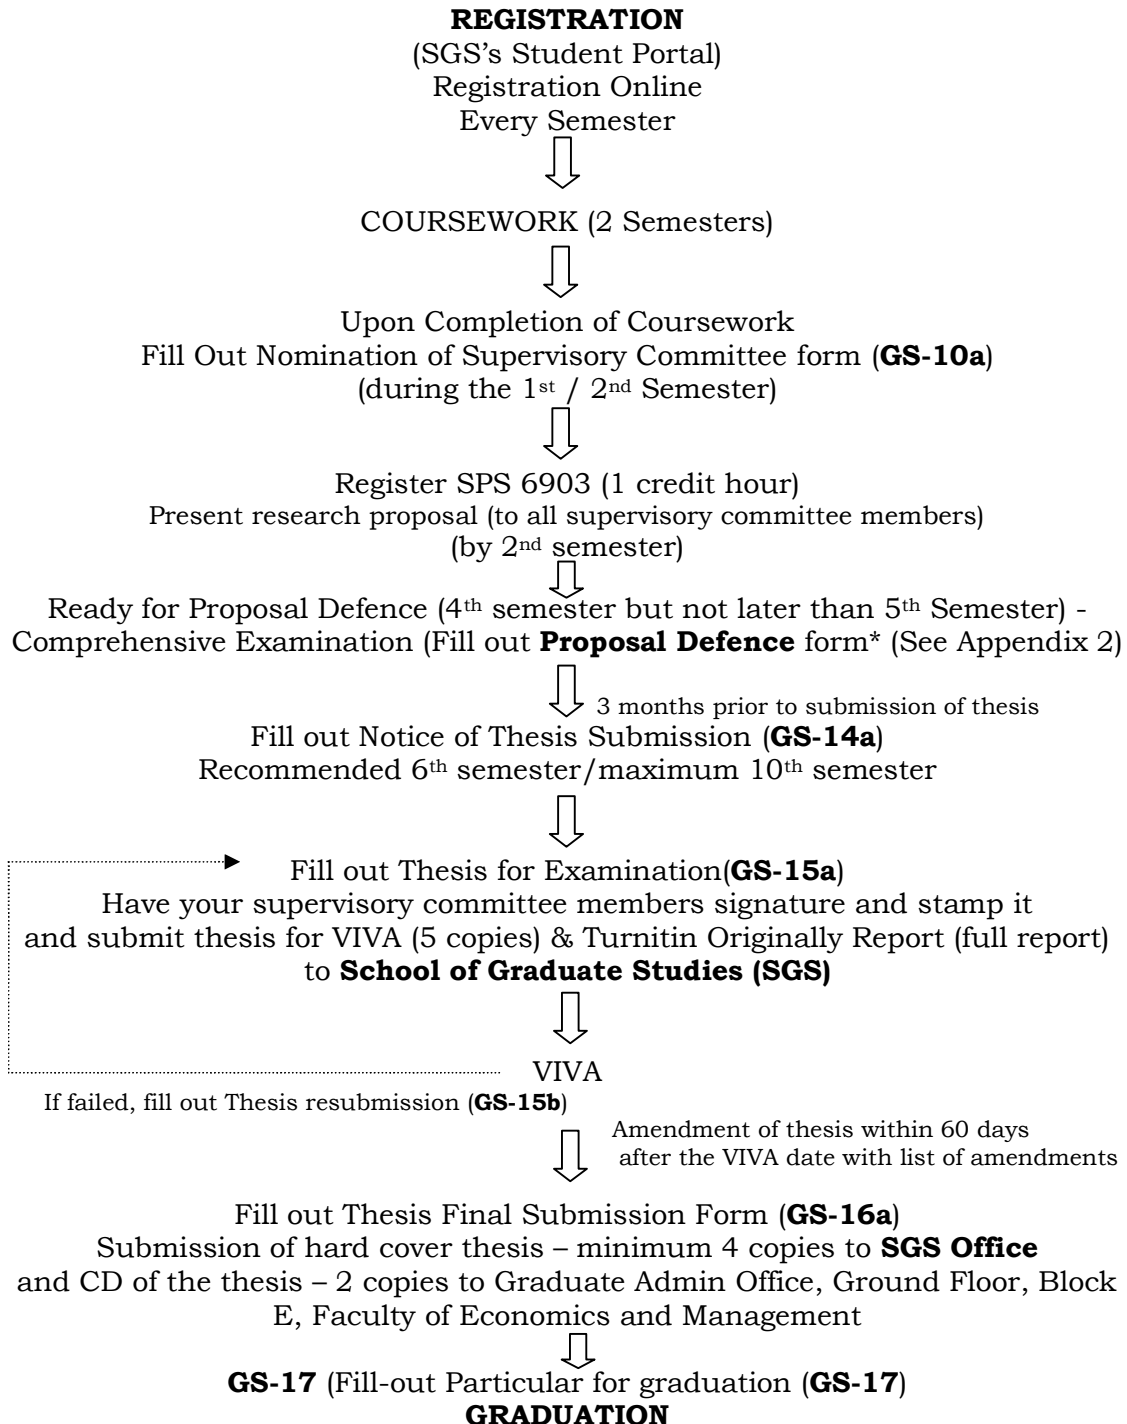 REGISTRATION
(SGS's Student Portal)
Registration Online
Every Semester
COURSEWORK (2 Semesters)
Upon Completion of Coursework
Fill Out Nomination of Supervisory Committee form (GS-10a)
(during the 1st / 2nd Semester)
Register SPS 6903 (1 credit hour)
Present research proposal (to all supervisory committee members)
(by 2nd semester)
Ready for Proposal Defence (4th semester but not later than 5th Semester) -
Comprehensive Examination (Fill out Proposal Defence form* (See Appendix 2)
3 months prior to submission of thesis
Fill out Notice of Thesis Submission (GS-14a)
Recommended 6th semester/maximum 10th semester
Fill out Thesis for Examination(GS-15a)
Have your supervisory committee members signature and stamp it
and submit thesis for VIVA (5 copies) & Turnitin Originally Report (full report)
to School of Graduate Studies (SGS)
VIVA
If failed, fill out Thesis resubmission (GS-15b)
Amendment of thesis within 60 days
after the VIVA date with list of amendments
Fill out Thesis Final Submission Form (GS-16a)
Submission of hard cover thesis – minimum 4 copies to SGS Office
and CD of the thesis – 2 copies to Graduate Admin Office, Ground Floor, Block
E, Faculty of Economics and Management
GS-17 (Fill-out Particular for graduation (GS-17)
GRADUATION